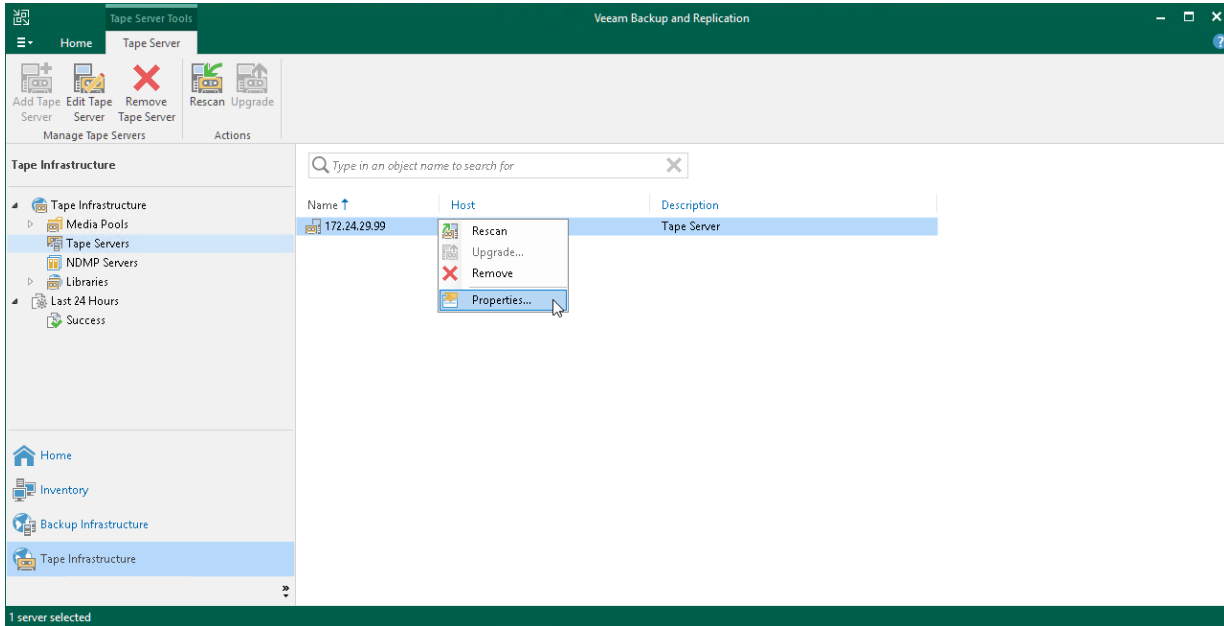 Tape Server Tools
Veeam Backup and Replication
Home
Tape Server
Add Tape Server
Edit Tape Server
Remove Tape Server
Rescan
Upgrade
Manage Tape Servers
Actions
Tape Infrastructure
Type in an object name to search for
Tape Infrastructure
Media Pools
Tape Servers
NDMP Servers
Libraries
Last 24 Hours
Success
Name Host Description
172.24.29.99 Tape Server
Rescan
Upgrade...
Remove
Properties...
Home
Inventory
Backup Infrastructure
Tape Infrastructure
1 server selected